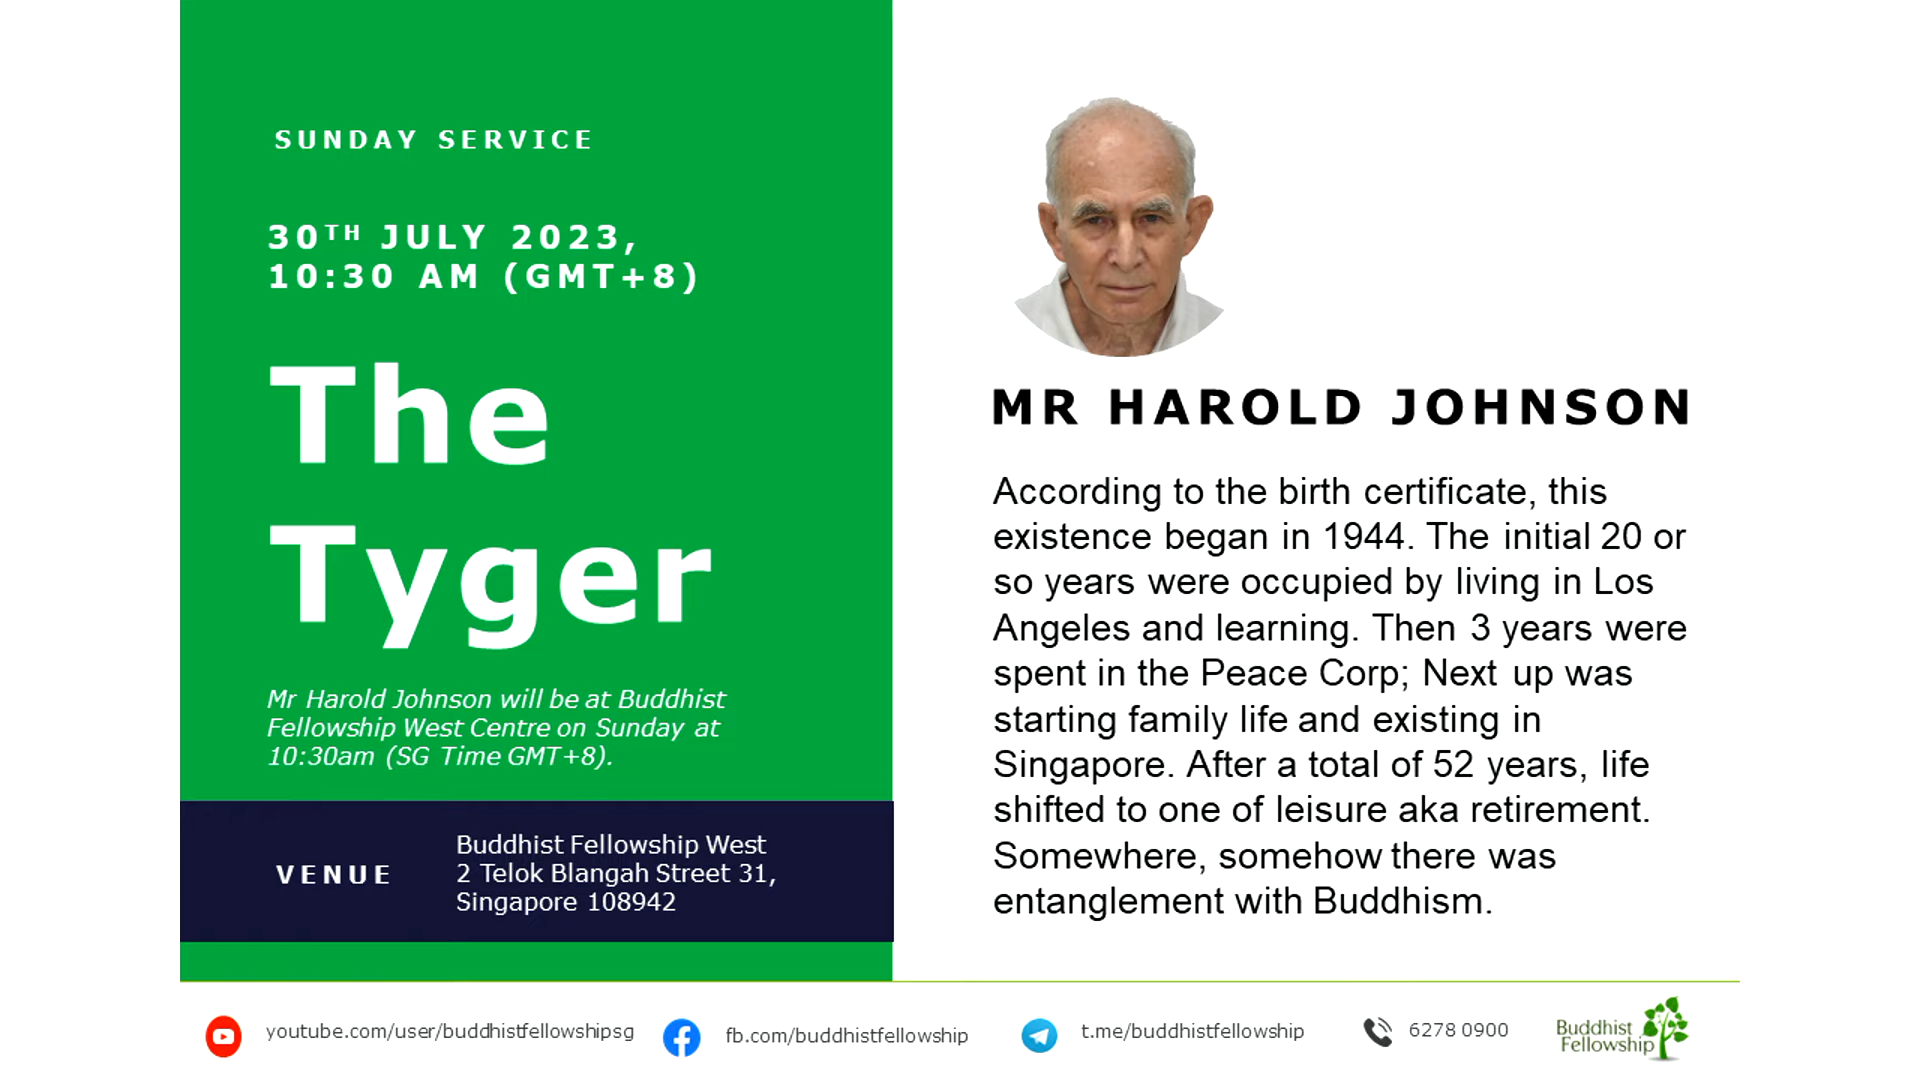 SUNDAY SERVICE
30TH JULY 2023,
10:30 AM (GMT+8)
The
Tyger
Mr Harold Johnson will be at Buddhist
Fellowship West Centre on Sunday at
10:30am (SG Time GMT+8).
VENUE
Buddhist Fellowship West
2 Telok Blangah Street 31,
Singapore 108942
MR HAROLD JOHNSON
According to the birth certificate, this
existence began in 1944. The initial 20 or
so years were occupied by living in Los
Angeles and learning. Then 3 years were
spent in the Peace Corp; Next up was
starting family life and existing in
Singapore. After a total of 52 years, life
shifted to one of leisure aka retirement.
Somewhere, somehow there was
entanglement with Buddhism.
youtube.com/user/buddhistfellowshipsg
fb.com/buddhistfellowship
t.me/buddhistfellowship
6278 0900
Buddhist
Fellowship